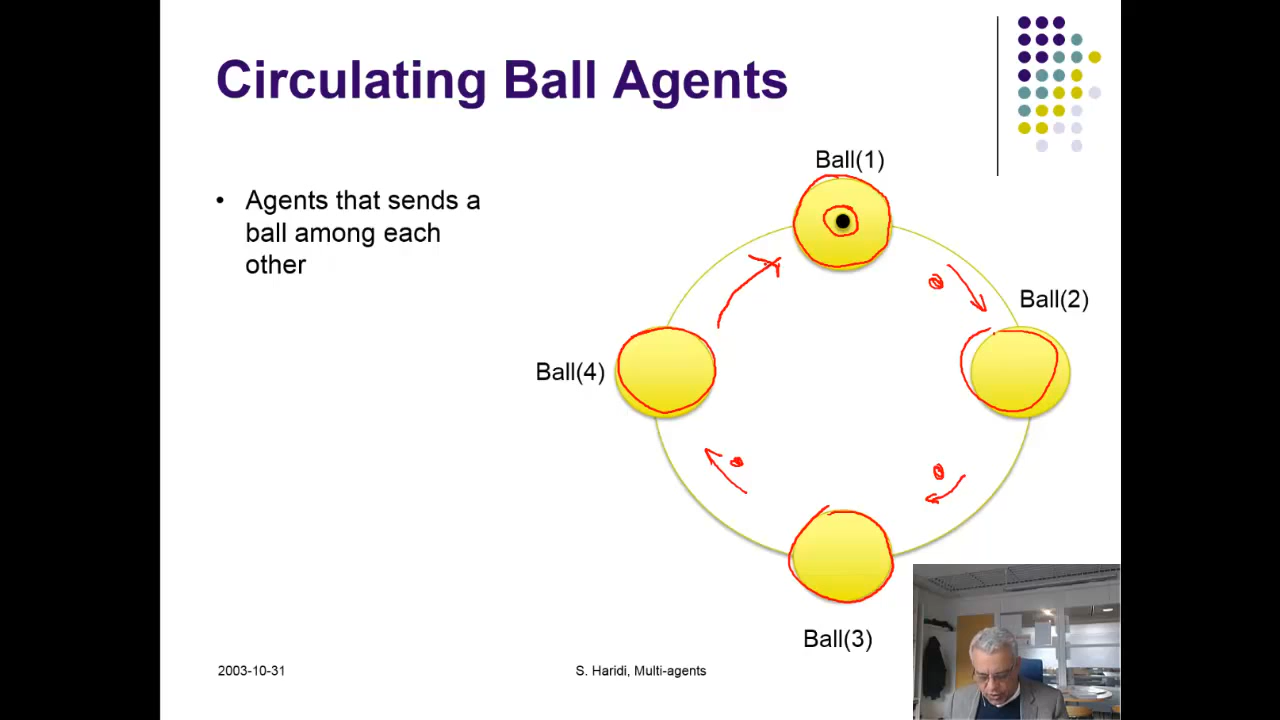 Circulating Ball Agents
• Agents that sends a
ball among each
other
Ball(1)
Ball(2)
Ball(4)
Ball(3)
2003-10-31
S. Haridi, Multi-agents